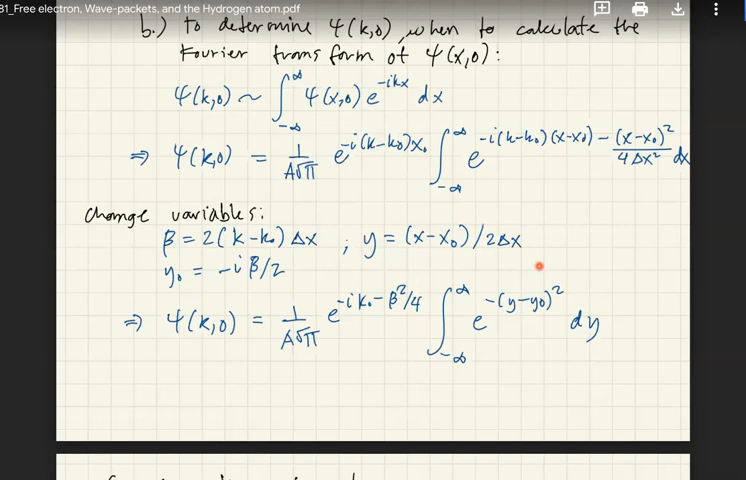 31_Free electron, Wave-packets, and the Hydrogen atom.pdf
b.) to determine ψ(k,0), when to calculate the
Fourier transform of ψ(x,0):
ψ(k,0) ~ ∫_{-∞}^{∞} ψ(x,0) e^{-ikx} dx
⇒ ψ(k,0) = 1/(A√π) e^{-i(k-k₀)x₀} ∫_{-∞}^{∞} e^{-i(k-k₀)(x-x₀) - (x-x₀)²/(4Δx²)} dx
change variables:
β = 2(k-k₀)Δx ; y = (x-x₀)/2Δx
y₀ = -iβ/2
⇒ ψ(k,0) = 1/(A√π) e^{-ik₀-β²/4} ∫_{-∞}^{∞} e^{-(y-y₀)²} dy